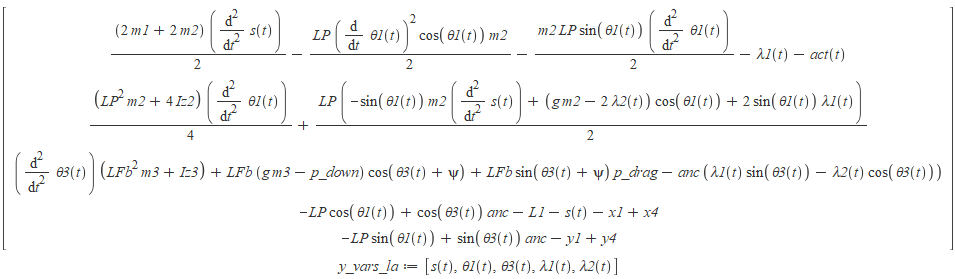 (2 m1 + 2 m2) (d²/dt² s(t))/2 − LP (d/dt θ1(t))² cos(θ1(t)) m2/2 − m2 LP sin(θ1(t)) (d²/dt² θ1(t))/2 − λ1(t) − act(t)
(LP² m2 + 4 Iz2) (d²/dt² θ1(t))/4 + LP (−sin(θ1(t)) m2 (d²/dt² s(t)) + (g m2 − 2 λ2(t)) cos(θ1(t)) + 2 sin(θ1(t)) λ1(t))/2
(d²/dt² θ3(t)) (LFb² m3 + Iz3) + LFb (g m3 − p_down) cos(θ3(t) + ψ) + LFb sin(θ3(t) + ψ) p_drag − anc (λ1(t) sin(θ3(t)) − λ2(t) cos(θ3(t)))
−LP cos(θ1(t)) + cos(θ3(t)) anc − L1 − s(t) − x1 + x4
−LP sin(θ1(t)) + sin(θ3(t)) anc − y1 + y4
y_vars_la := [s(t), θ1(t), θ3(t), λ1(t), λ2(t)]